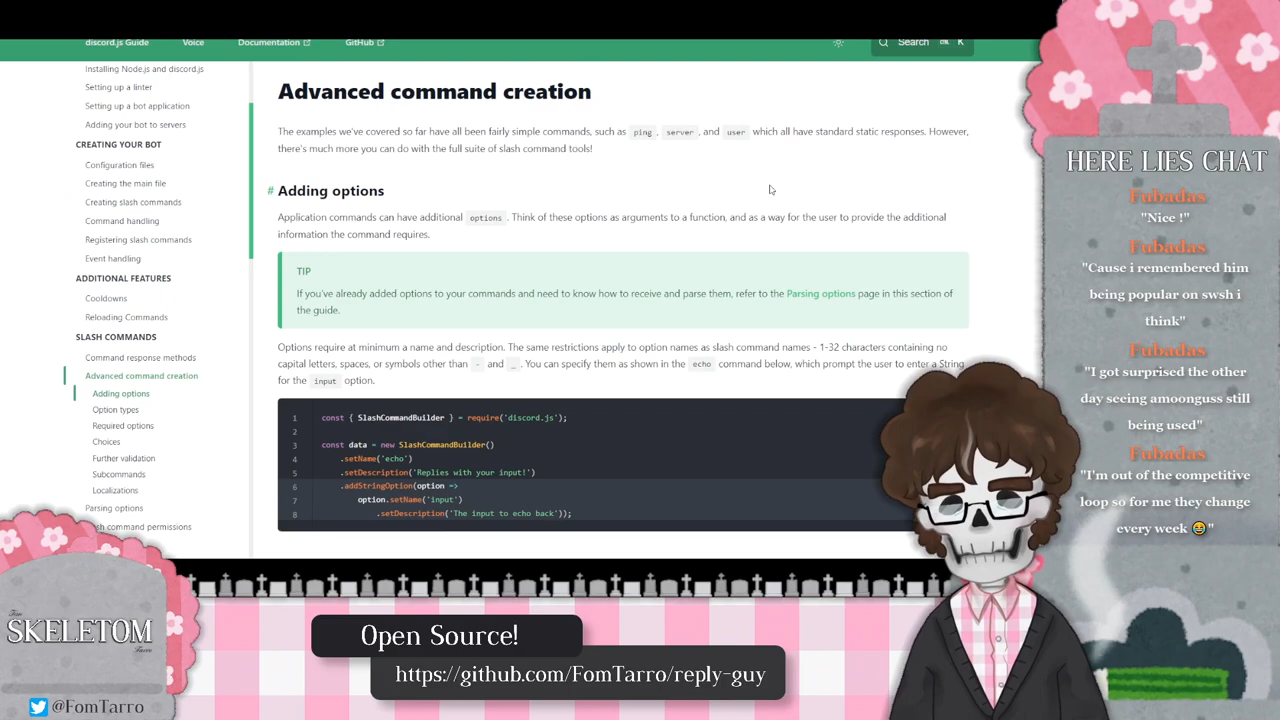 discord.js Guide Voice Documentation GitHub Search K
Installing Node.js and discord.js
Setting up a linter
Setting up a bot application
Adding your bot to servers
CREATING YOUR BOT
Configuration files
Creating the main file
Creating slash commands
Command handling
Registering slash commands
Event handling
ADDITIONAL FEATURES
Cooldowns
Reloading Commands
SLASH COMMANDS
Command response methods
Advanced command creation
Adding options
Option types
Required options
Choices
Further validation
Subcommands
Localizations
Parsing options
sh command permissions
Advanced command creation
The examples we've covered so far have all been fairly simple commands, such as ping , server , and user which all have standard static responses. However,
there's much more you can do with the full suite of slash command tools!
# Adding options
Application commands can have additional options . Think of these options as arguments to a function, and as a way for the user to provide the additional
information the command requires.
TIP
If you've already added options to your commands and need to know how to receive and parse them, refer to the Parsing options page in this section of
the guide.
Options require at minimum a name and description. The same restrictions apply to option names as slash command names - 1-32 characters containing no
capital letters, spaces, or symbols other than - and _ . You can specify them as shown in the echo command below, which prompt the user to enter a String
for the input option.
1 const { SlashCommandBuilder } = require('discord.js');
2
3 const data = new SlashCommandBuilder()
4 .setName('echo')
5 .setDescription('Replies with your input!')
6 .addStringOption(option =>
7 option.setName('input')
8 .setDescription('The input to echo back'));
HERE LIES CHAT
Fubadas
"Nice !"
Fubadas
"Cause i remembered him
being popular on swsh i
think"
Fubadas
"I got surprised the other
day seeing amoonguss still
being used"
Fubadas
"I'm out of the competitive
loop so for me they change
every week 😅"
Fom
SKELETOM
Tarro
@FomTarro
Open Source!
https://github.com/FomTarro/reply-guy